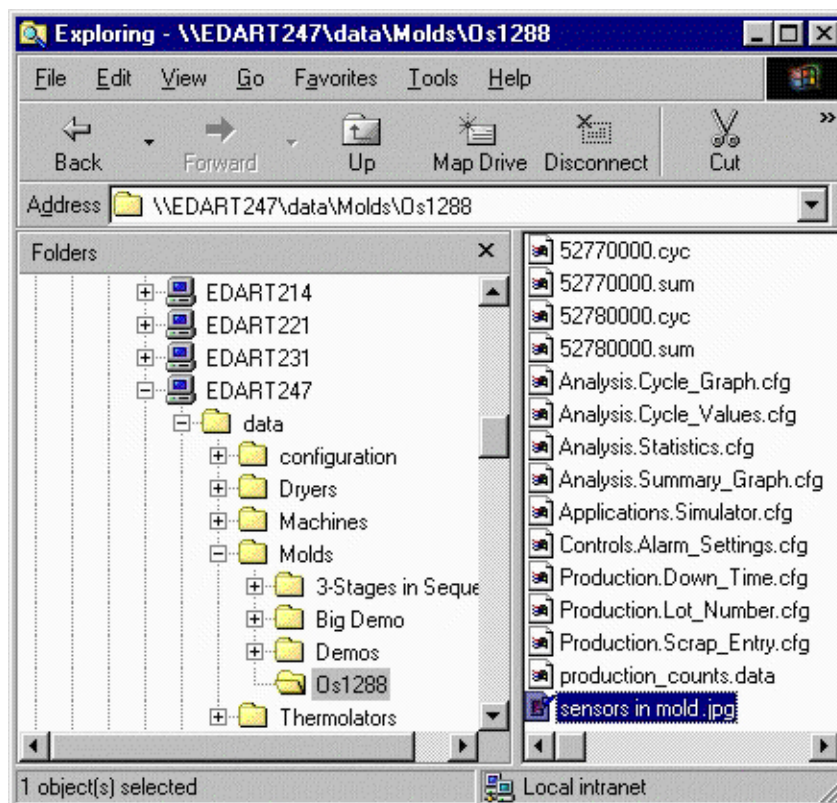 Exploring - \\EDART247\data\Molds\Os1288
File Edit View Go Favorites Tools Help
Back Forward Up Map Drive Disconnect Cut »
Address \\EDART247\data\Molds\Os1288
Folders
EDART214
EDART221
EDART231
EDART247
data
configuration
Dryers
Machines
Molds
3-Stages in Seque
Big Demo
Demos
Os1288
Thermolators
52770000.cyc
52770000.sum
52780000.cyc
52780000.sum
Analysis.Cycle_Graph.cfg
Analysis.Cycle_Values.cfg
Analysis.Statistics.cfg
Analysis.Summary_Graph.cfg
Applications.Simulator.cfg
Controls.Alarm_Settings.cfg
Production.Down_Time.cfg
Production.Lot_Number.cfg
Production.Scrap_Entry.cfg
production_counts.data
sensors in mold.jpg
1 object(s) selected
Local intranet